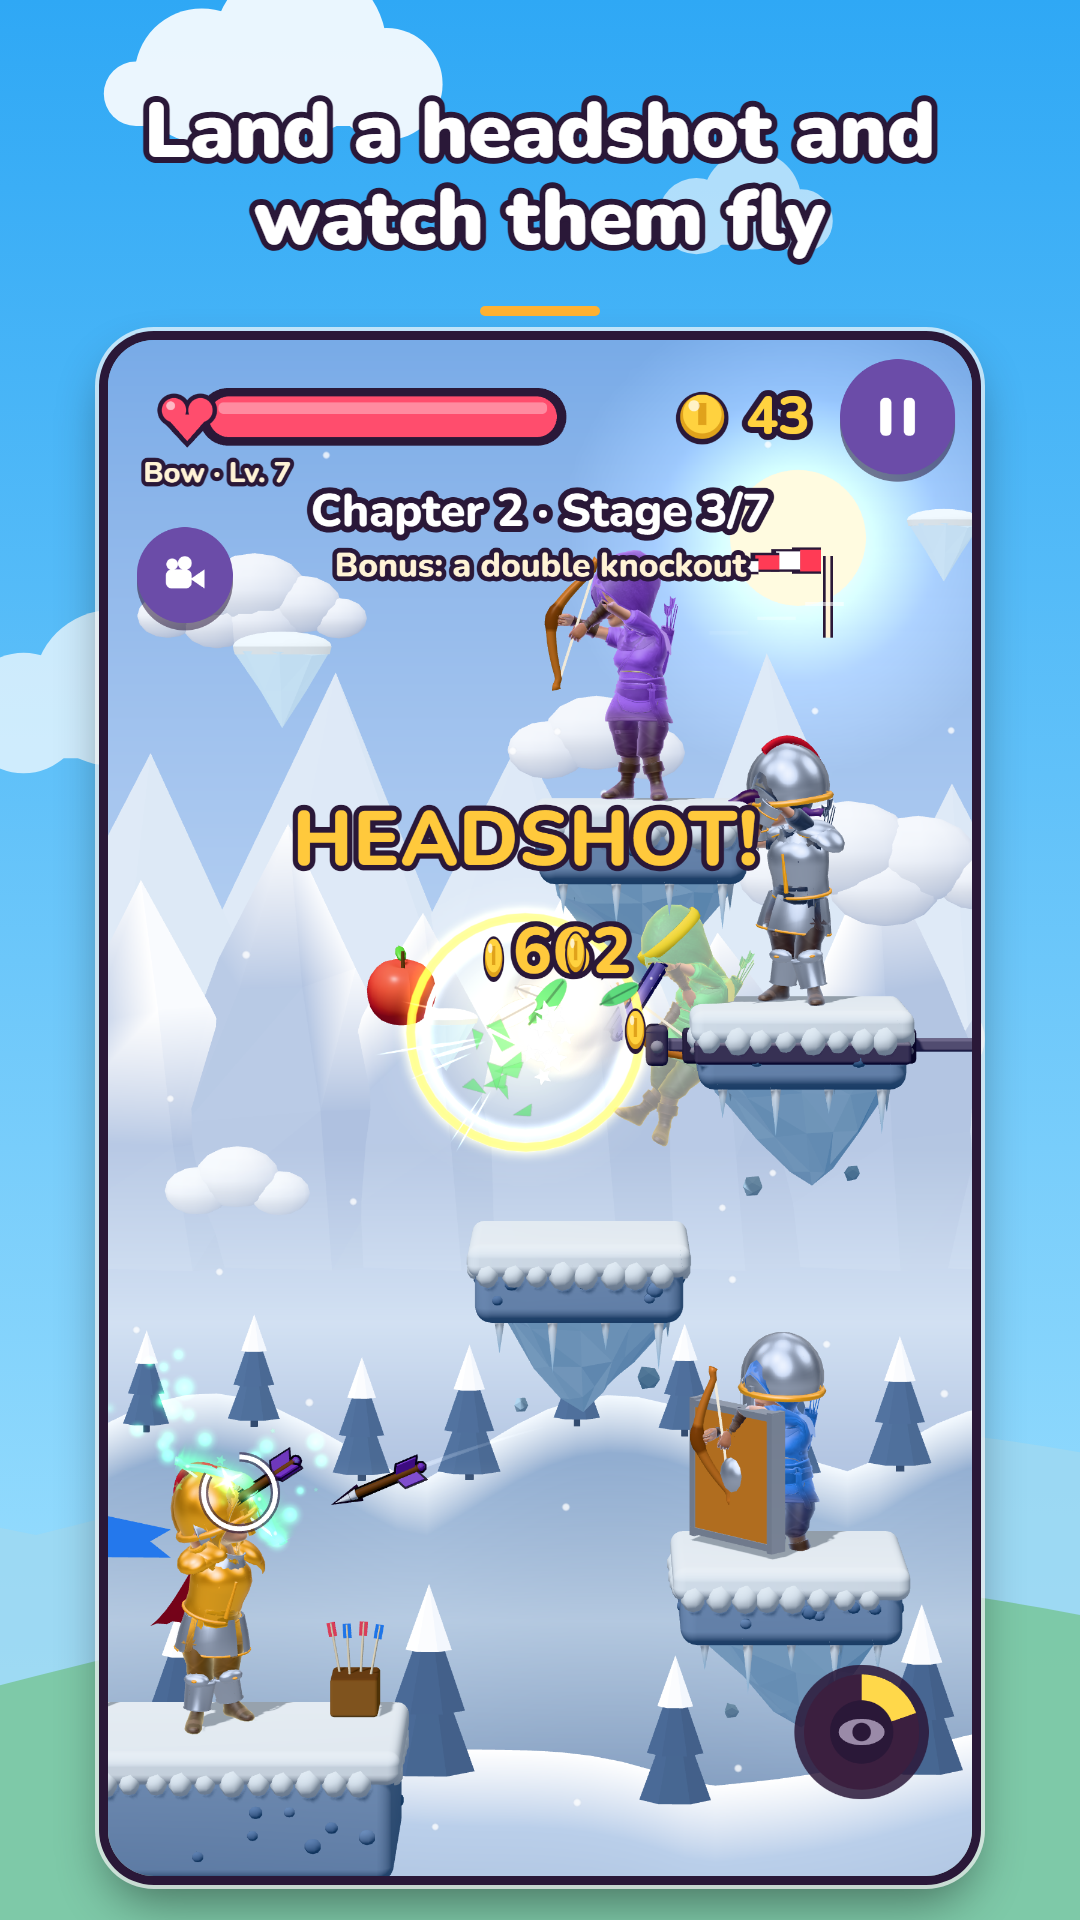 Land a headshot and
watch them fly
43
Bow · Lv. 7
Chapter 2 · Stage 3/7
Bonus: a double knockout
HEADSHOT!